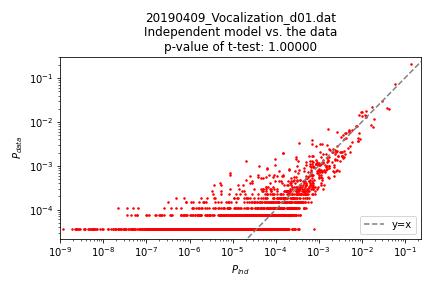 20190409_Vocalization_d01.dat
Independent model vs. the data
p-value of t-test: 1.00000
P_data
10⁻¹
10⁻²
10⁻³
10⁻⁴
y=x
10⁻⁹ 10⁻⁸ 10⁻⁷ 10⁻⁶ 10⁻⁵ 10⁻⁴ 10⁻³ 10⁻² 10⁻¹
P_ind